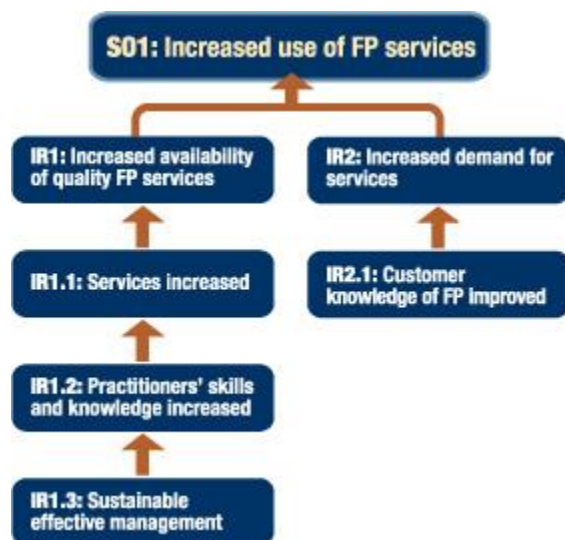 SO1: Increased use of FP services
IR1: Increased availability
of quality FP services
IR2: Increased demand for
services
IR1.1: Services increased
IR2.1: Customer
knowledge of FP improved
IR1.2: Practitioners' skills
and knowledge increased
IR1.3: Sustainable
effective management